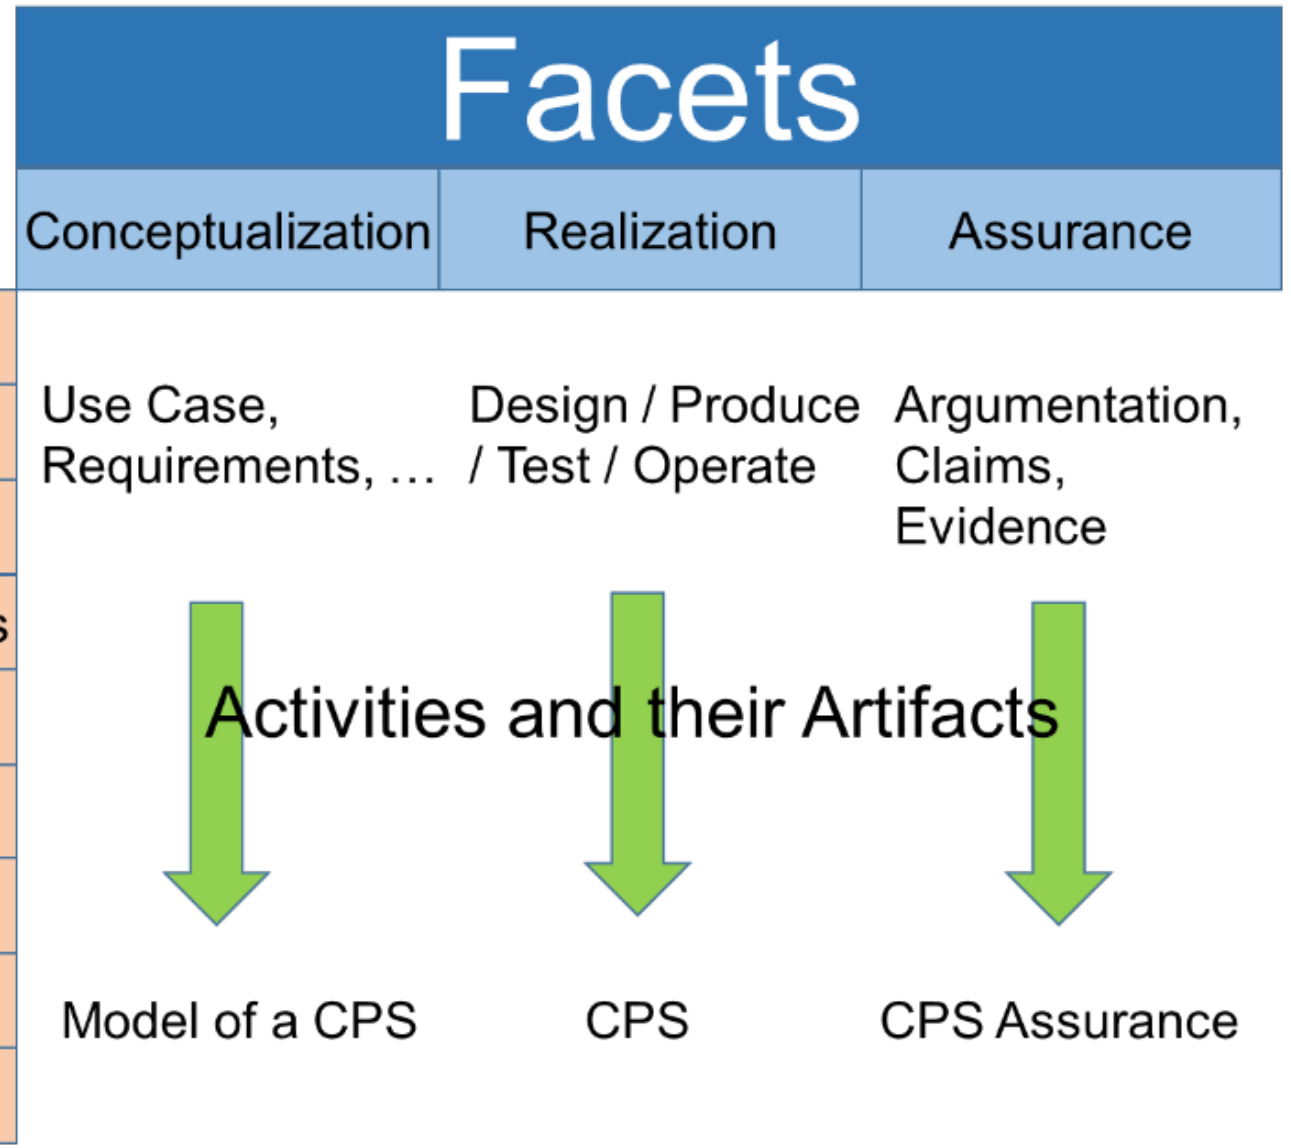 Facets
Conceptualization
Realization
Assurance
Use Case,
Requirements, …
Design / Produce
/ Test / Operate
Argumentation,
Claims,
Evidence
s
Activities and their Artifacts
Model of a CPS
CPS
CPS Assurance